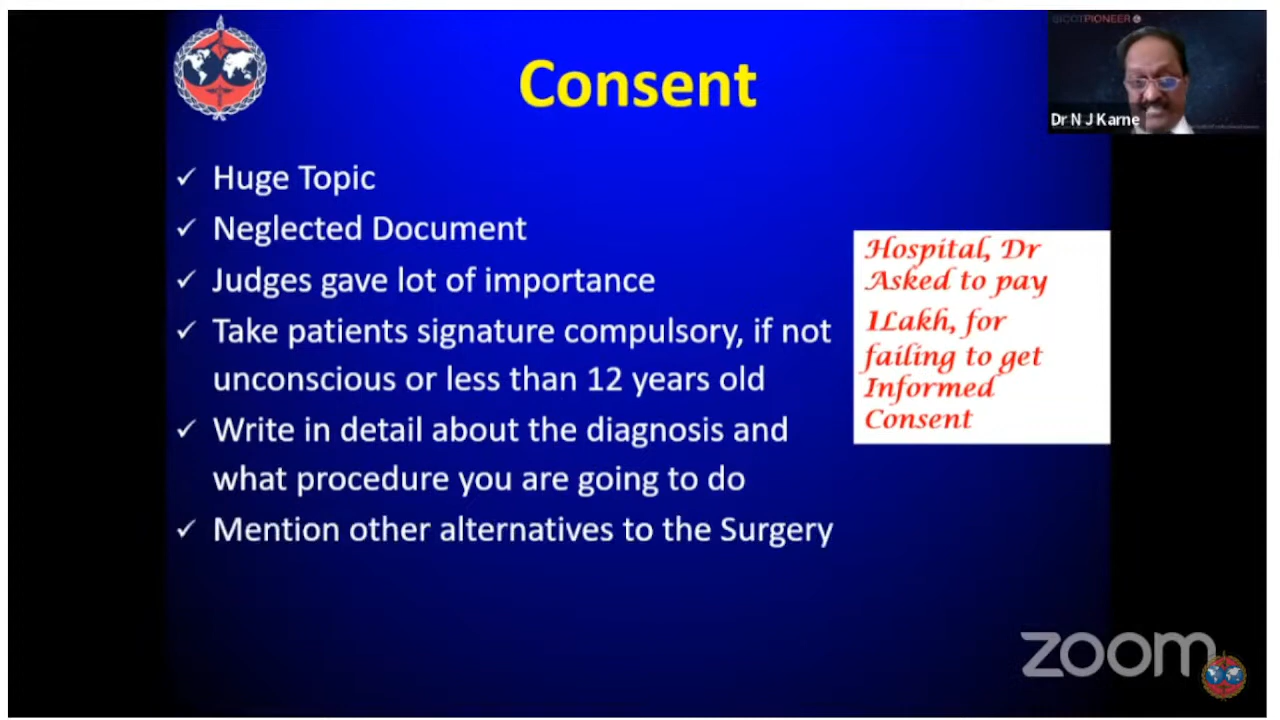 Consent
SICOTPIONEER
Dr N J Karne
✓ Huge Topic
✓ Neglected Document
✓ Judges gave lot of importance
✓ Take patients signature compulsory, if not
unconscious or less than 12 years old
✓ Write in detail about the diagnosis and
what procedure you are going to do
✓ Mention other alternatives to the Surgery
Hospital, Dr
Asked to pay
1Lakh, for
failing to get
Informed
Consent
zoom